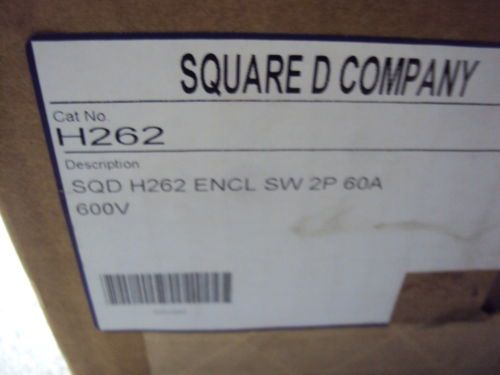 SQUARE D COMPANY
Cat No.
H262
Description
SQD H262 ENCL SW 2P 60A
600V